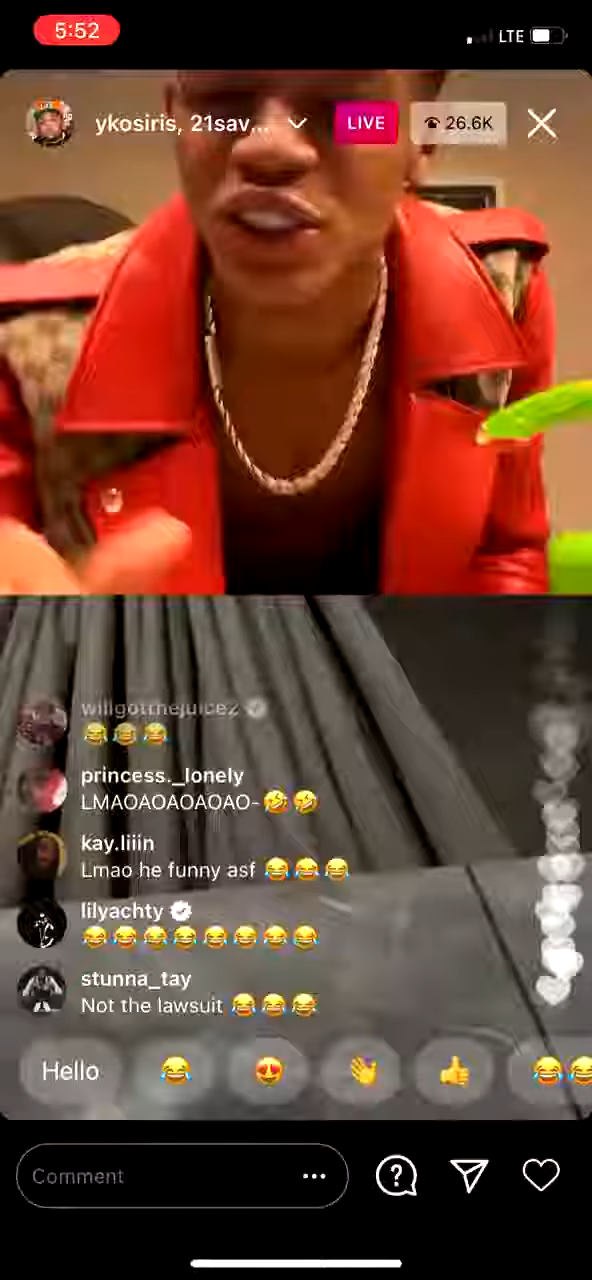 5:52
LTE
ykosiris, 21sav...
LIVE
26.6K
willgotthejuice2
😂😂😂
princess._lonely
LMAOAOAOAOAO-🤣🤣
kay.liiin
Lmao he funny asf 😂😂😂
lilyachty
😂😂😂😂😂😂😂😂
stunna_tay
Not the lawsuit 😂😂😂
Hello 😂 😍 👋 👍 😂😂
Comment ...